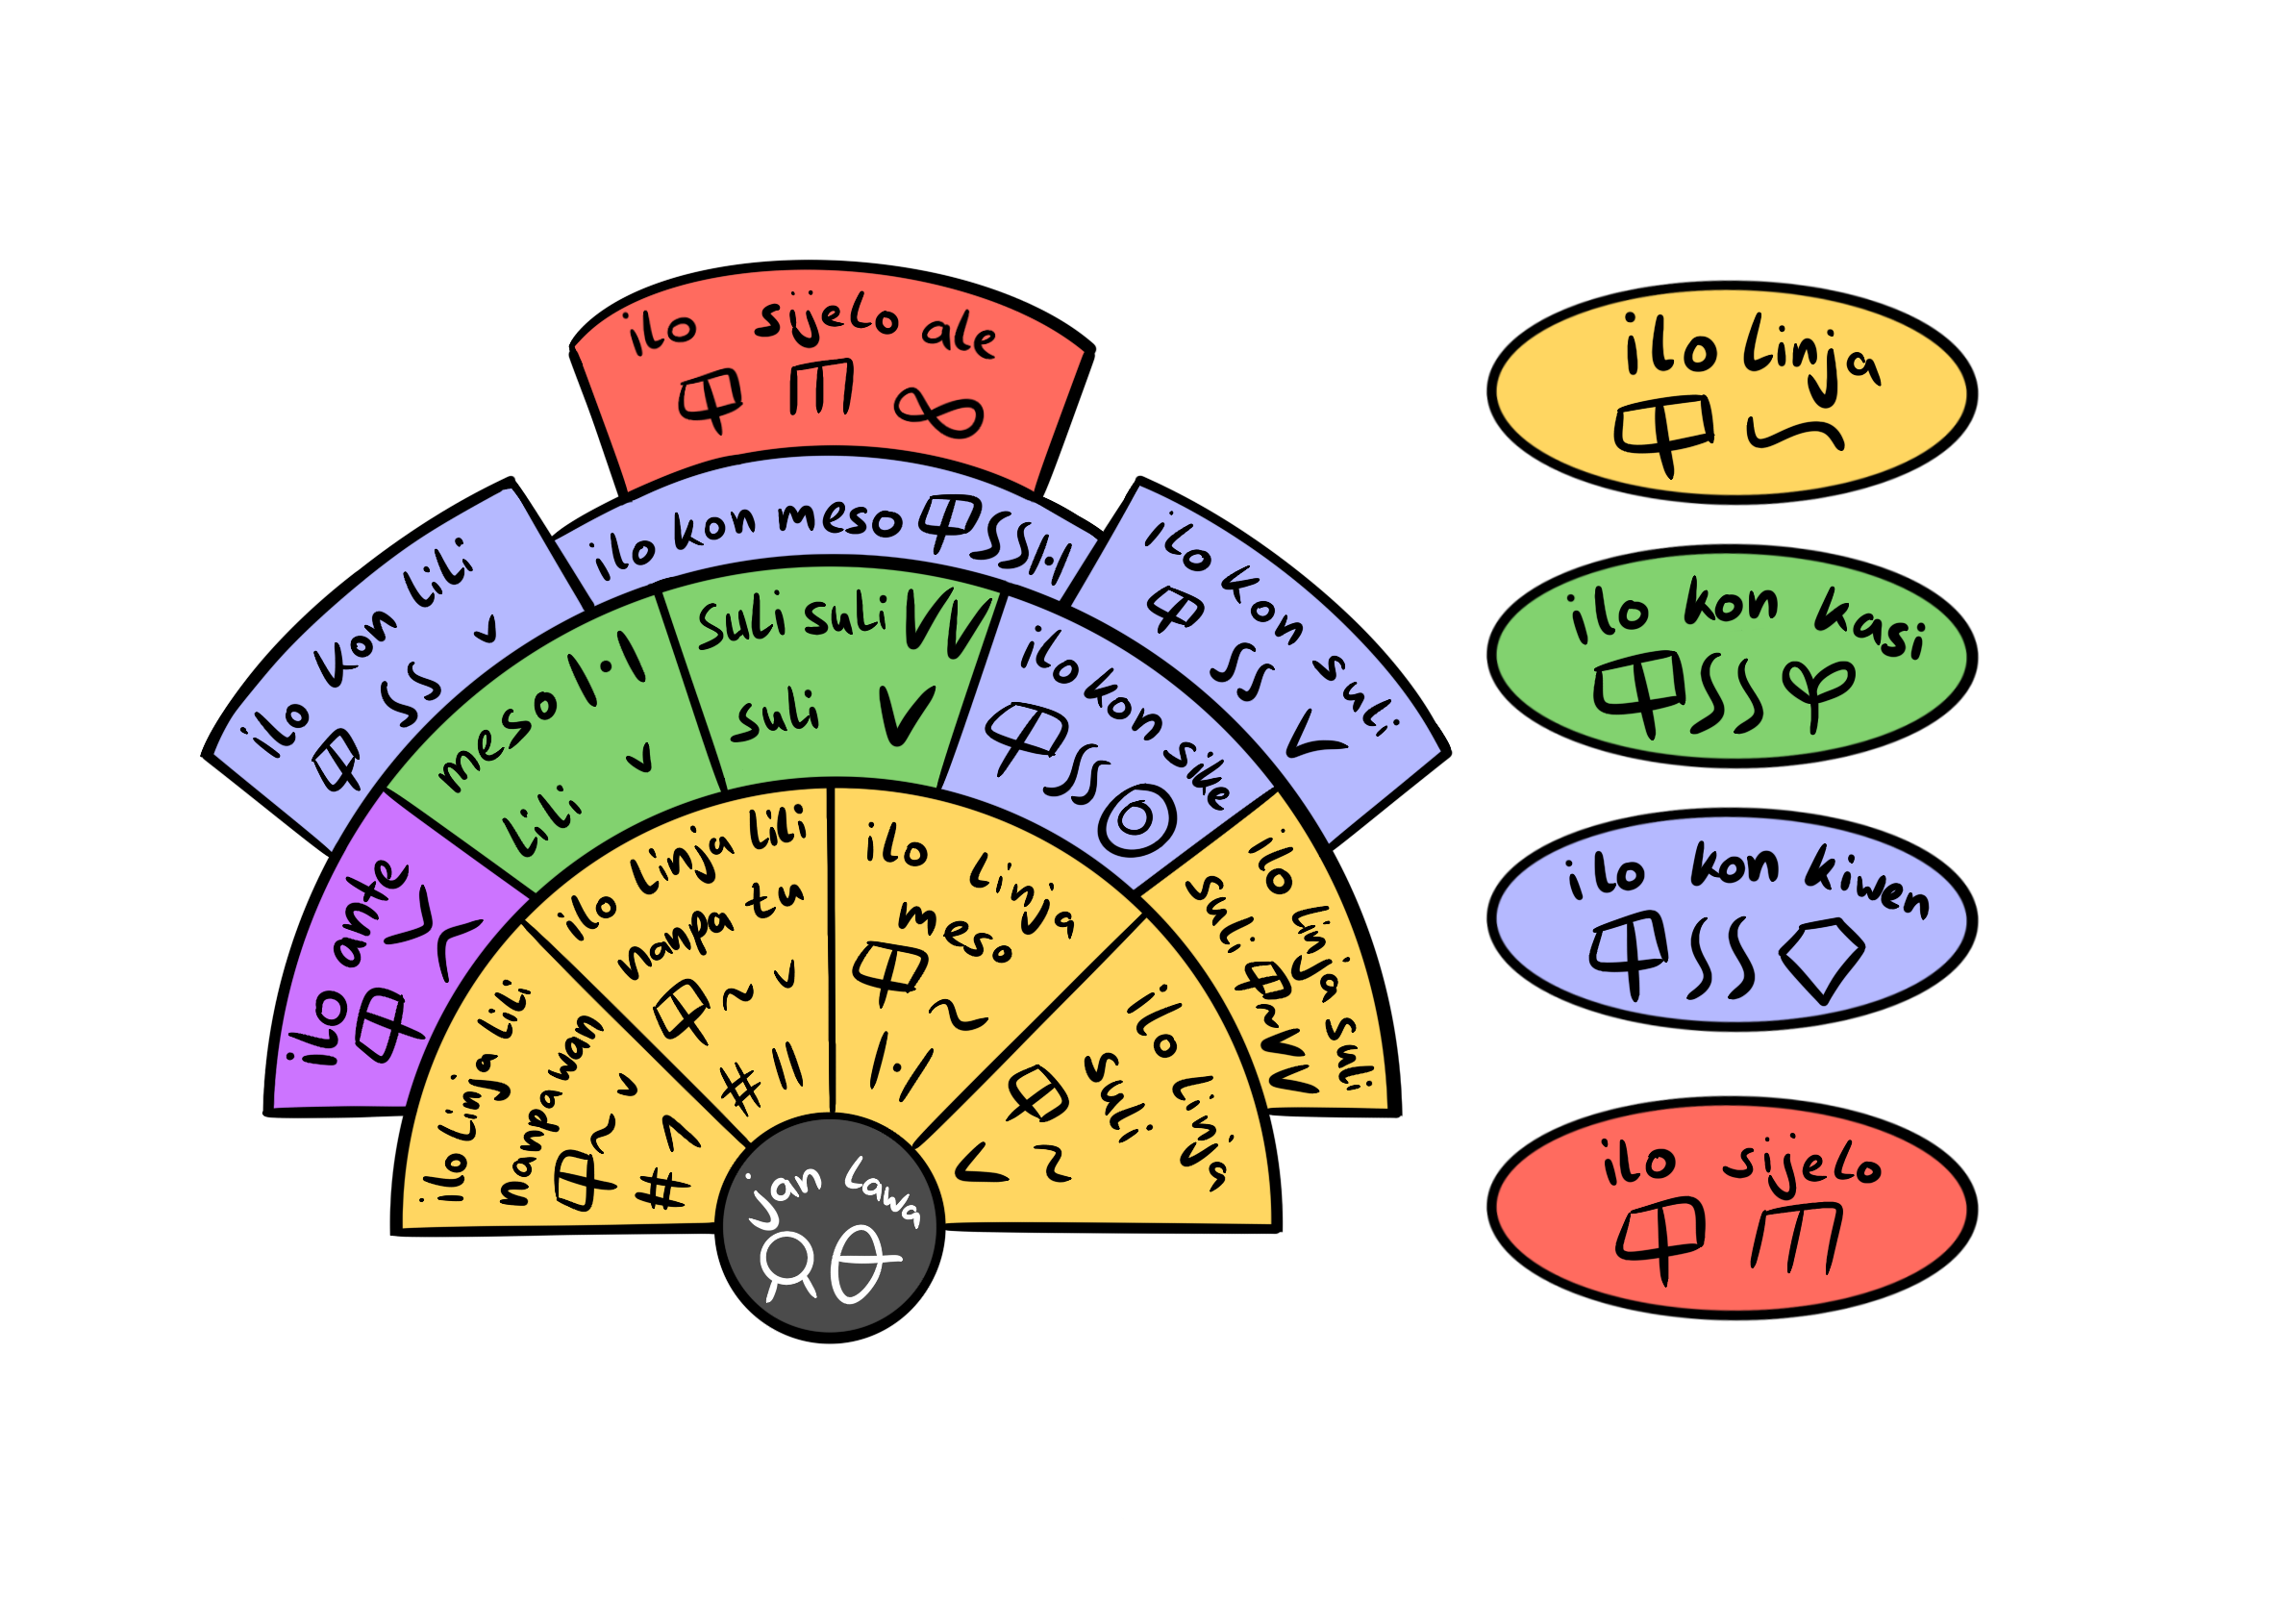 ilo sijelo ale
ilo kon lili
ilo kon meso
ilo kon suli
meso
lili
suli suli
suli
ilo kon sike
ilo ante
ilo linja lili
nanpa wan
ilo linja lili
nanpa tu
ilo linja
meso
ilo linja
suli
ilo linja suli
suli
jan lawa
ilo linja
ilo kon kasi
ilo kon kiwen
ilo sijelo